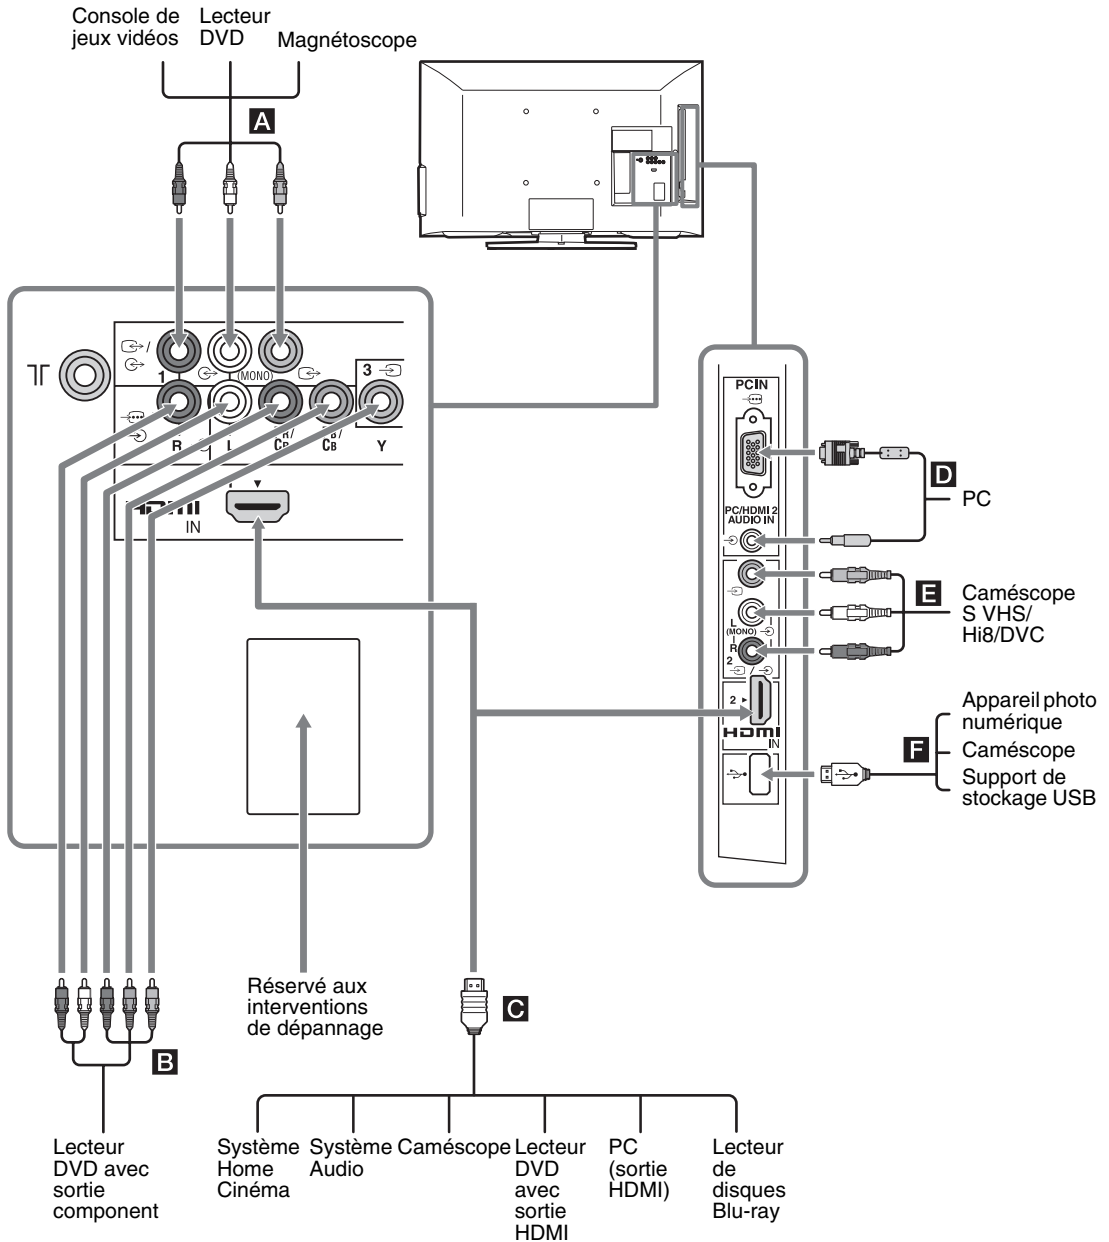 Console de
jeux vidéos
Lecteur
DVD
Magnétoscope
A
1
(MONO)
3
R
L
CB
Y
HDMI
IN
PC IN
PC/HDMI 2
AUDIO IN
D
PC
L
(MONO)
R
2
E
Caméscope
S VHS/
Hi8/DVC
2
HDMI
IN
F
Appareil photo
numérique
Caméscope
Support de
stockage USB
Réservé aux
interventions
de dépannage
C
B
Lecteur
DVD avec
sortie
component
Système
Home
Cinéma
Système
Audio
Caméscope
Lecteur
DVD
avec
sortie
HDMI
PC
(sortie
HDMI)
Lecteur
de
disques
Blu-ray